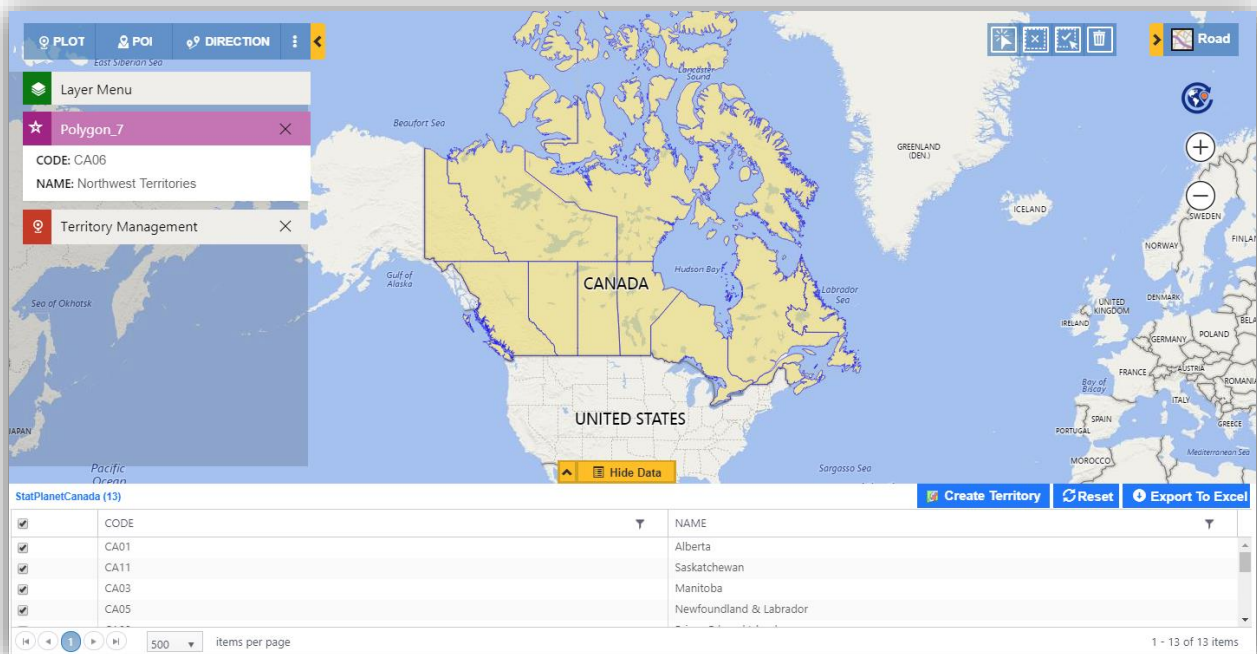 PLOT
POI
DIRECTION
Road
East Siberian Sea
Layer Menu
Polygon_7
CODE: CA06
NAME: Northwest Territories
Territory Management
Lancaster
Sound
Beaufort Sea
GREENLAND
(DEN.)
ICELAND
SWEDEN
NORWAY
FINLA
Gulf of
Alaska
CANADA
Hudson Bay
Labrador
Sea
Sea of Okhotsk
UNITED
KINGDOM
DENMARK
IRELAND
BELA
GERMANY
POLAND
FRANCE
AUSTRIA
ROMANIA
Bay of
Biscay
ITALY
SPAIN
PORTUGAL
GREECE
UNITED STATES
JAPAN
MOROCCO
Mediterranean Sea
Pacific
Ocean
Sargasso Sea
Hide Data
StatPlanetCanada (13)
Create Territory
Reset
Export To Excel
CODE
NAME
CA01
Alberta
CA11
Saskatchewan
CA03
Manitoba
CA05
Newfoundland & Labrador
1
500
items per page
1 - 13 of 13 items